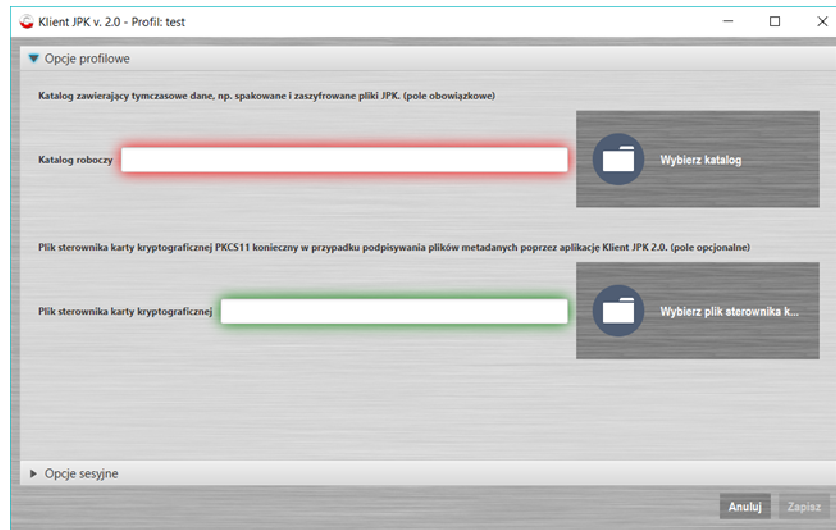 Klient JPK v. 2.0 - Profil: test
Opcje profilowe
Katalog zawierający tymczasowe dane, np. spakowane i zaszyfrowane pliki JPK. (pole obowiązkowe)
Katalog roboczy
Wybierz katalog
Plik sterownika karty kryptograficznej PKCS11 konieczny w przypadku podpisywania plików metadanych poprzez aplikację Klient JPK 2.0. (pole opcjonalne)
Plik sterownika karty kryptograficznej
Wybierz plik sterownika k...
Opcje sesyjne
Anuluj
Zapisz